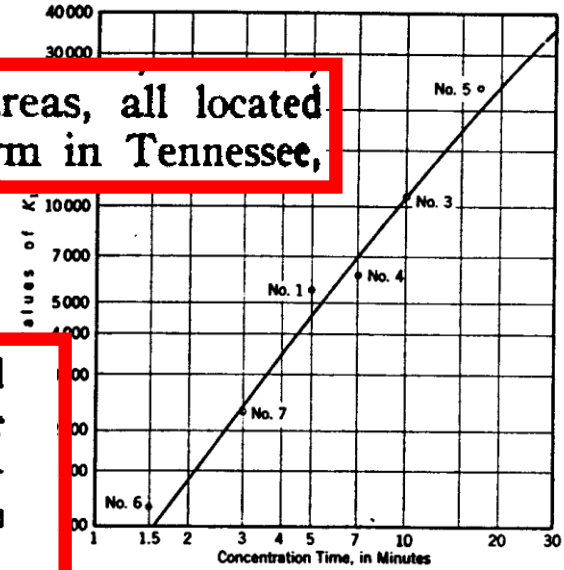 40000
30000
reas, all located
rm in Tennessee,
No. 5
10000
No. 3
7000
No. 4
No. 1
5000
No. 7
No. 6
1 1.5 2 3 4 5 7 10 20 30
Concentration Time, in Minutes
alues of K